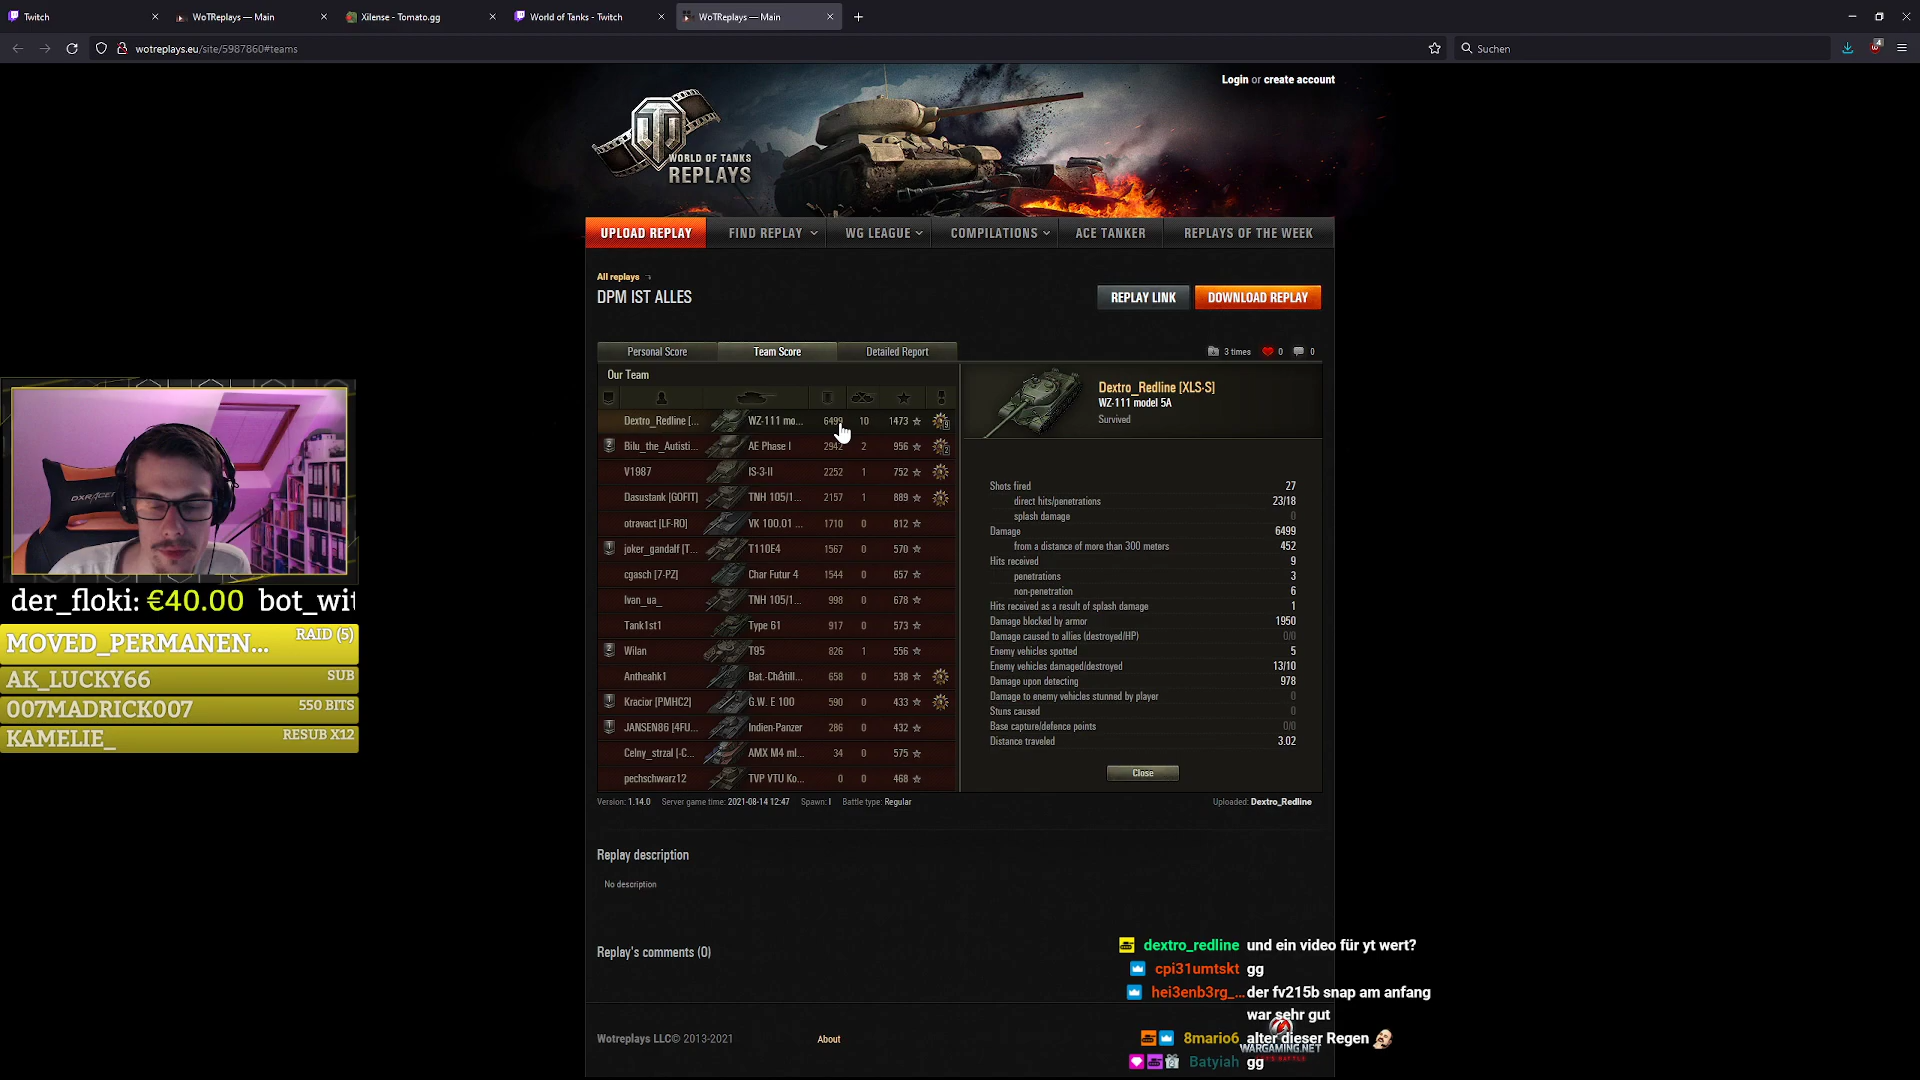 Twitch
WoTReplays — Main
Xilense - Tomato.gg
World of Tanks - Twitch
WoTReplays — Main
wotreplays.eu/site/5987860#teams
Suchen
4
Login or create account
WORLD OF TANKS
REPLAYS
UPLOAD REPLAY
FIND REPLAY
WG LEAGUE
COMPILATIONS
ACE TANKER
REPLAYS OF THE WEEK
All replays
DPM IST ALLES
REPLAY LINK
DOWNLOAD REPLAY
Personal Score
Team Score
Detailed Report
3 times 0 0
Our Team
Dextro_Redline [... WZ-111 mo... 6499 10 1473
Bilu_the_Autisti... AE Phase I 2942 2 956
V1987 IS-3-II 2252 1 752
Dasustank [GOFIT] TNH 105/1... 2157 1 889
otravact [LF-RO] VK 100.01 ... 1710 0 812
joker_gandalf [T... T110E4 1567 0 570
cgasch [7-PZ] Char Futur 4 1544 0 657
Ivan_ua_ TNH 105/1... 998 0 678
Tank1st1 Type 61 917 0 573
Wilan T95 826 1 556
Antheahk1 Bat.-Châtill... 658 0 538
Kracior [PMHC2] G.W. E 100 590 0 433
JANSEN86 [4FU... Indien-Panzer 286 0 432
Celny_strzal [-C... AMX M4 ml... 34 0 575
pechschwarz12 TVP VTU Ko... 0 0 468
Dextro_Redline [XLS-S]
WZ-111 model 5A
Survived
Shots fired 27
direct hits/penetrations 23/18
splash damage 0
Damage 6499
from a distance of more than 300 meters 452
Hits received 9
penetrations 3
non-penetration 6
Hits received as a result of splash damage 1
Damage blocked by armor 1950
Damage caused to allies (destroyed/HP) 0/0
Enemy vehicles spotted 5
Enemy vehicles damaged/destroyed 13/10
Damage upon detecting 978
Damage to enemy vehicles stunned by player 0
Stuns caused 0
Base capture/defence points 0/0
Distance traveled 3.02
Close
Version: 1.14.0 Server game time: 2021-08-14 12:47 Spawn: I Battle type: Regular
Uploaded: Dextro_Redline
Replay description
No description
Replay's comments (0)
Wotreplays LLC© 2013-2021
About
WARGAMING.NET
DXRACER
der_floki: €40.00 bot_wit
MOVED_PERMANEN... RAID (5)
AK_LUCKY66 SUB
007MADRICK007 550 BITS
KAMELIE_ RESUB X12
dextro_redline und ein video für yt wert?
cpi31umtskt gg
hei3enb3rg_... der fv215b snap am anfang
war sehr gut
8mario6 alter dieser Regen
Batyiah gg